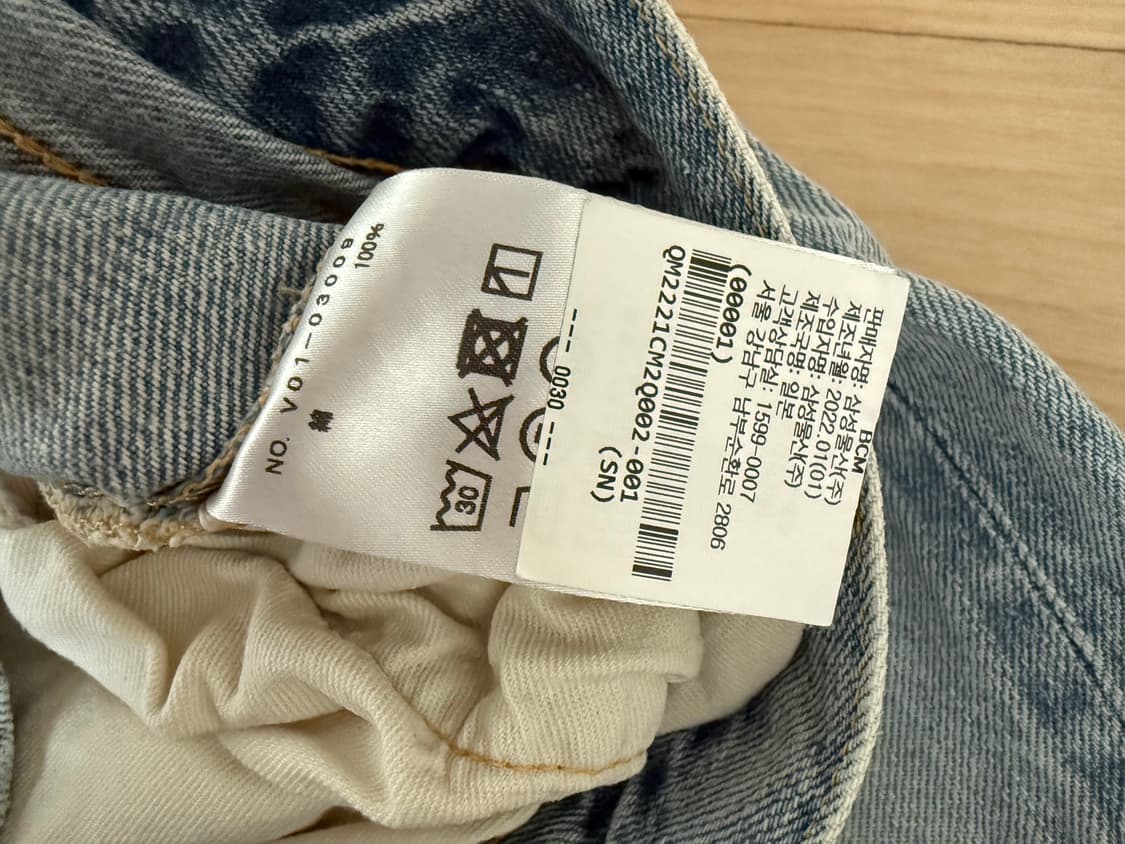 NO. V01-03008
綿 100%
30
--- 0030 ---
BCM
판매자명: 삼성물산(주)
제조년월: 2022.01(01)
수입자명: 삼성물산(주)
제조국명: 일본
고객상담실: 1599-0007
서울 강남구 남부순환로 2806
(00001)
QM2221CM2Q002-001
(SN)